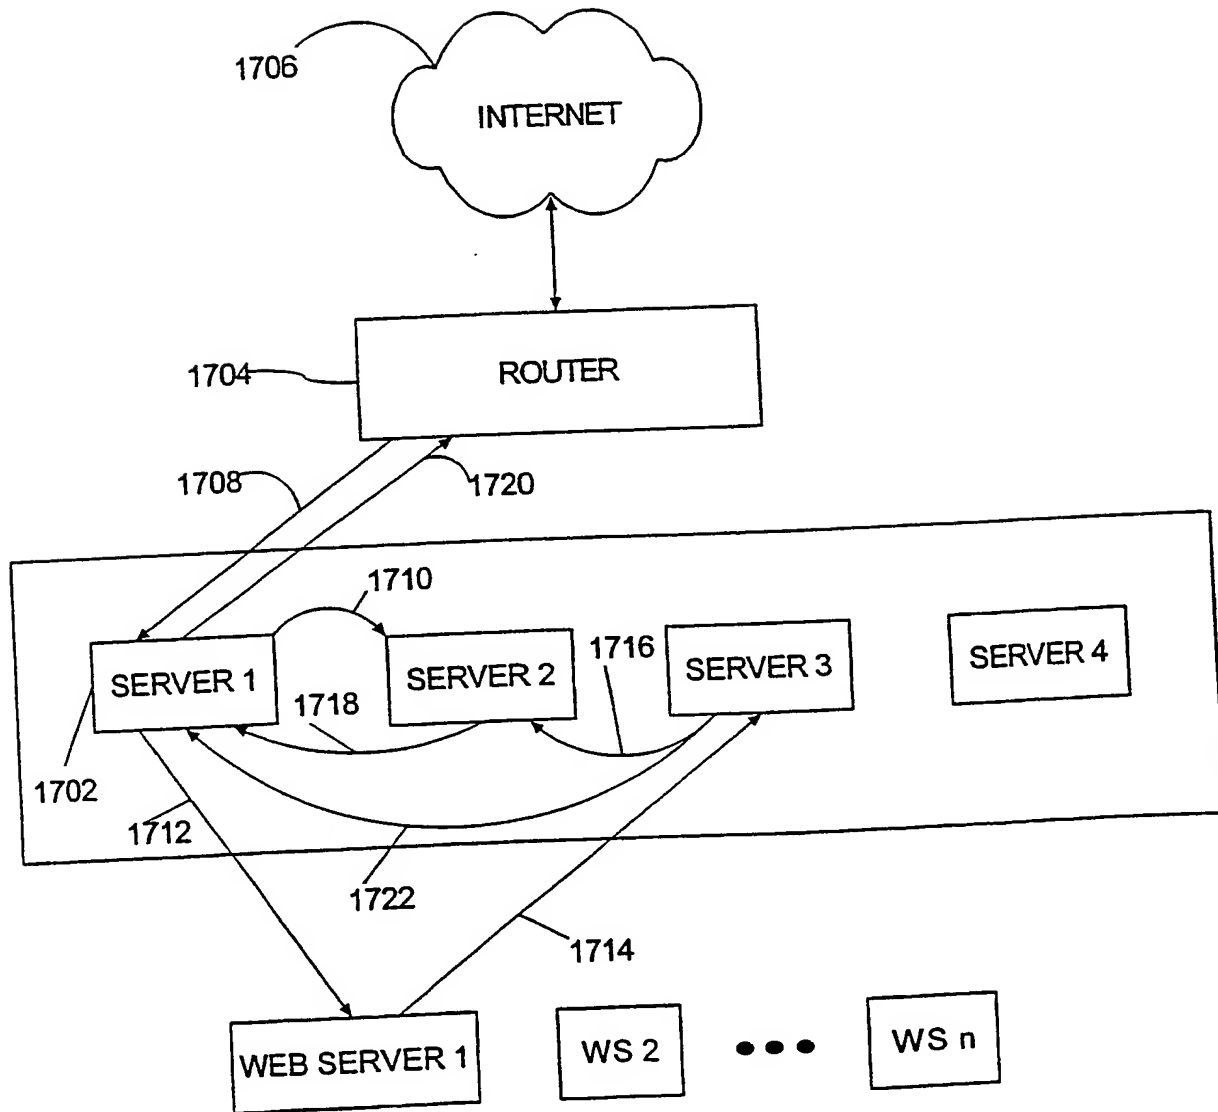 1706
INTERNET
1704
ROUTER
1708
1720
1710
SERVER 1
SERVER 2
1716
SERVER 3
SERVER 4
1718
1702
1712
1722
1714
WEB SERVER 1
WS 2
WS n